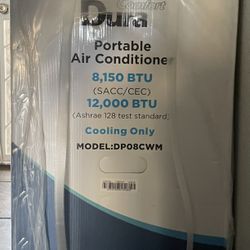 Comfort
Dura
Portable
Air Conditioner
8,150 BTU
(SACC/CEC)
12,000 BTU
(Ashrae 128 test standard)
Cooling Only
MODEL:DP08CWM